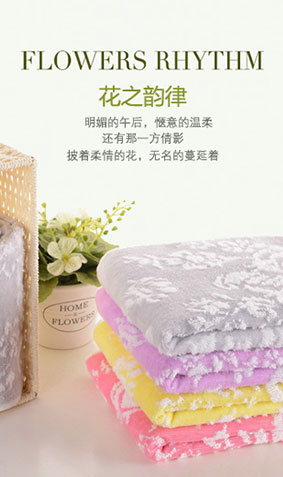 FLOWERS RHYTHM
花之韵律
明媚的午后，惬意的温柔
还有那一方倩影
披着柔情的花，无名的蔓延着
HOME
&
FLOWERS